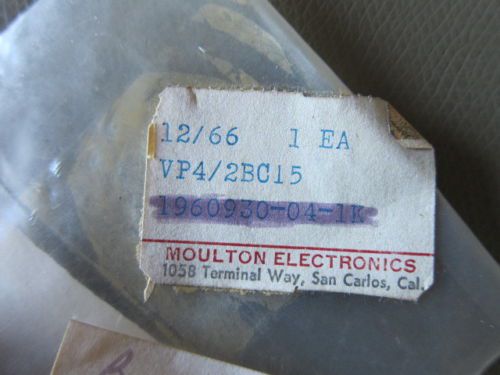 12/66 1 EA
VP4/2BC15
1960930-04-1K
MOULTON ELECTRONICS
1058 Terminal Way, San Carlos, Cal.